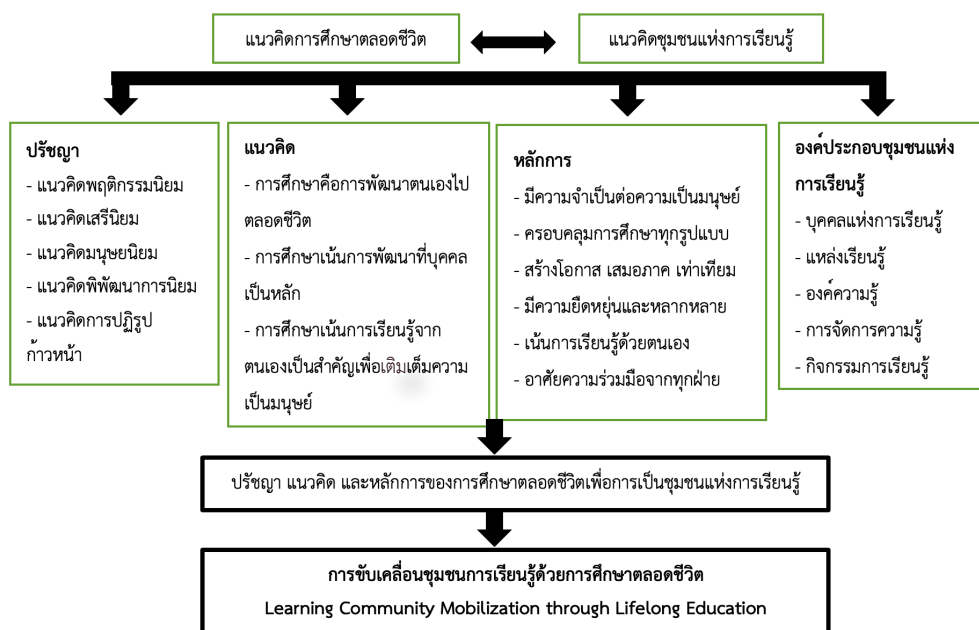 แนวคิดการศึกษาตลอดชีวิต
แนวคิดชุมชนแห่งการเรียนรู้
ปรัชญา
- แนวคิดพฤติกรรมนิยม
- แนวคิดเสรีนิยม
- แนวคิดมนุษยนิยม
- แนวคิดพิพัฒนาการนิยม
- แนวคิดการปฏิรูป
ก้าวหน้า
แนวคิด
- การศึกษาคือการพัฒนาตนเองไป
ตลอดชีวิต
- การศึกษาเน้นการพัฒนาที่บุคคล
เป็นหลัก
- การศึกษาเน้นการเรียนรู้จาก
ตนเองเป็นสำคัญเพื่อเติมเต็มความ
เป็นมนุษย์
หลักการ
- มีความจำเป็นต่อความเป็นมนุษย์
- ครอบคลุมการศึกษาทุกรูปแบบ
- สร้างโอกาส เสมอภาค เท่าเทียม
- มีความยืดหยุ่นและหลากหลาย
- เน้นการเรียนรู้ด้วยตนเอง
- อาศัยความร่วมมือจากทุกฝ่าย
องค์ประกอบชุมชนแห่ง
การเรียนรู้
- บุคคลแห่งการเรียนรู้
- แหล่งเรียนรู้
- องค์ความรู้
- การจัดการความรู้
- กิจกรรมการเรียนรู้
ปรัชญา แนวคิด และหลักการของการศึกษาตลอดชีวิตเพื่อการเป็นชุมชนแห่งการเรียนรู้
การขับเคลื่อนชุมชนการเรียนรู้ด้วยการศึกษาตลอดชีวิต
Learning Community Mobilization through Lifelong Education